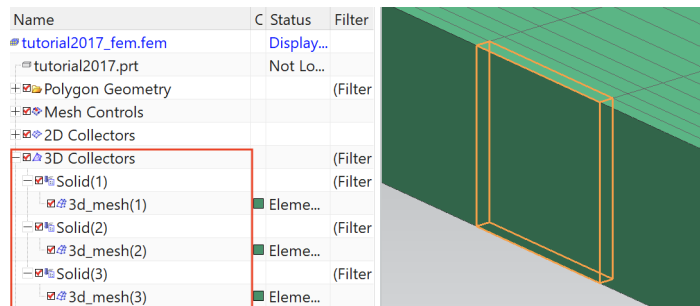 Name C Status Filter
tutorial2017_fem.fem Display...
tutorial2017.prt Not Lo...
Polygon Geometry (Filter
Mesh Controls
2D Collectors
3D Collectors (Filter
Solid(1) (Filter
3d_mesh(1) Eleme...
Solid(2) (Filter
3d_mesh(2) Eleme...
Solid(3) (Filter
3d_mesh(3) Eleme...